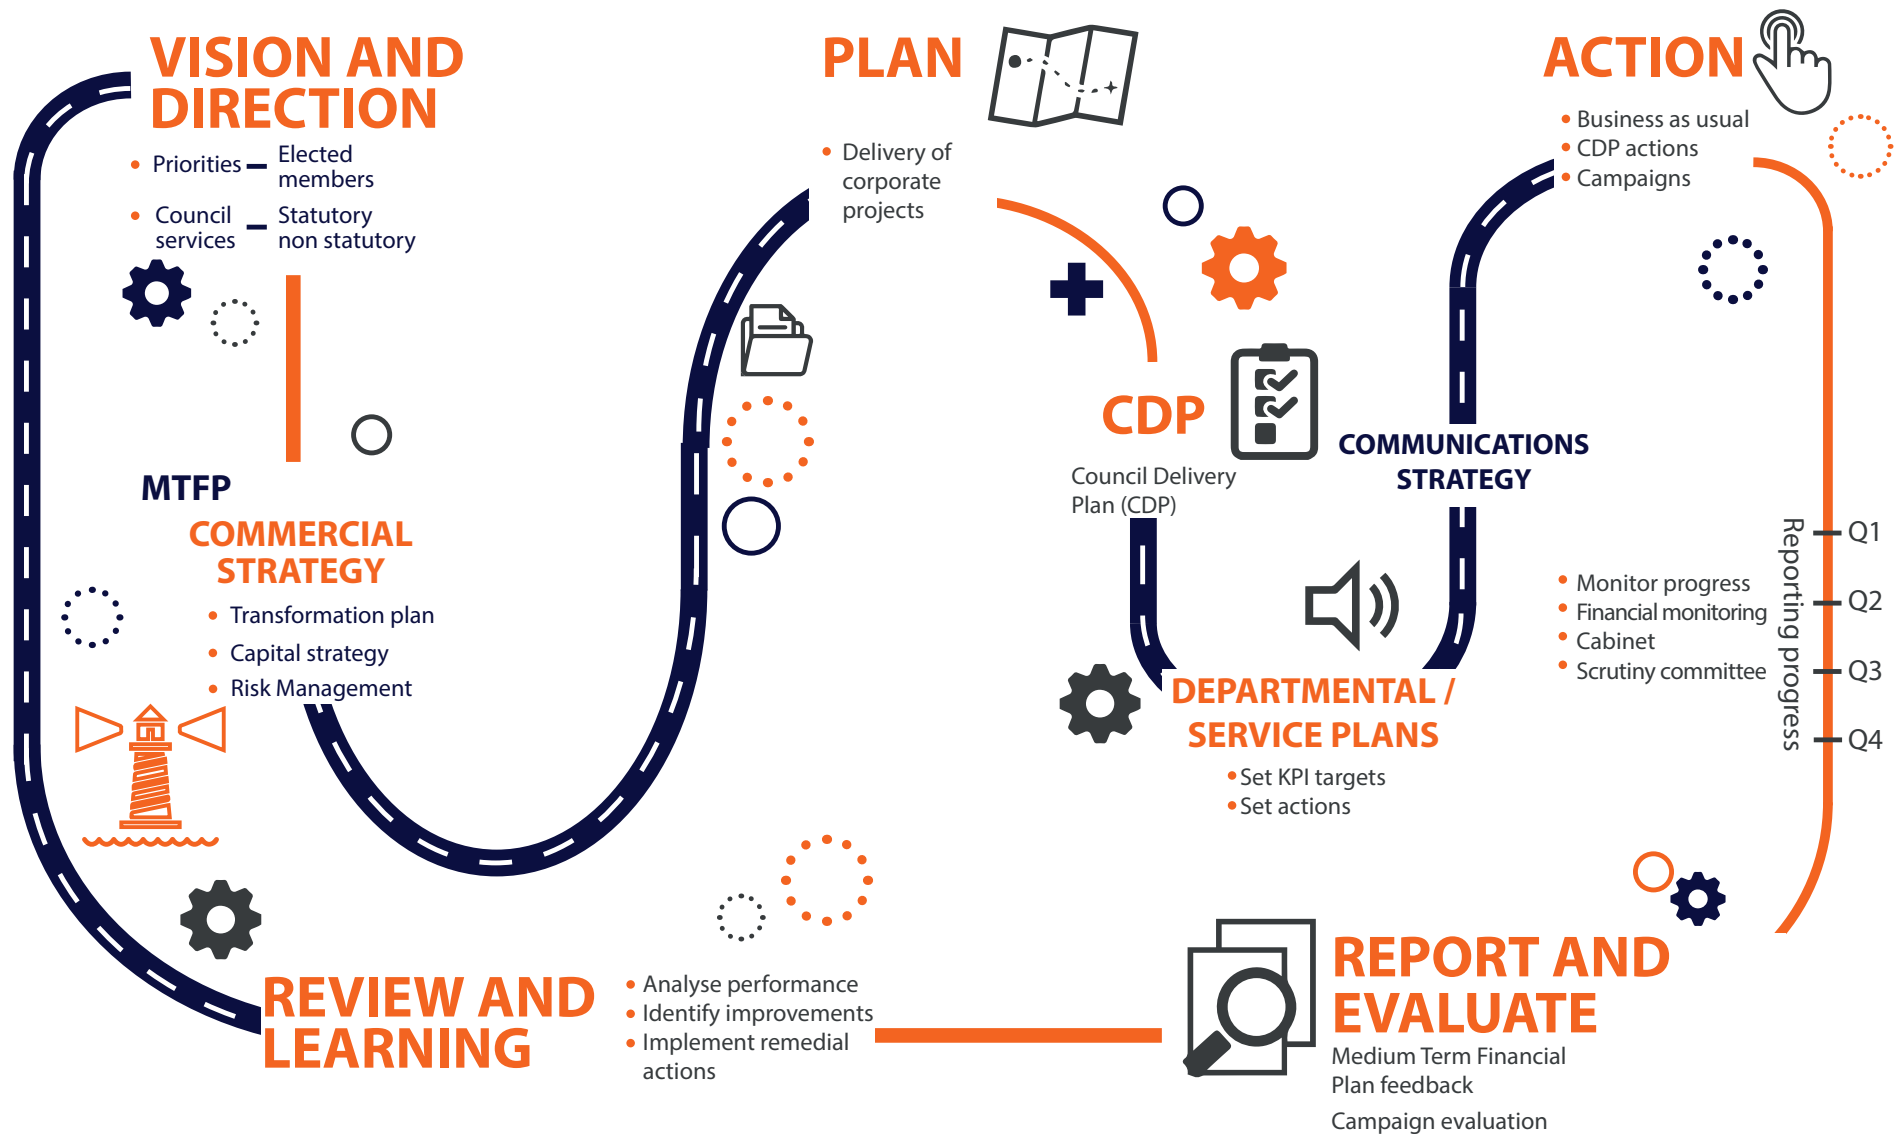 VISION AND
DIRECTION
Priorities
Elected
members
Council
services
Statutory
non statutory
MTFP
COMMERCIAL
STRATEGY
Transformation plan
Capital strategy
Risk Management
PLAN
Delivery of
corporate
projects
CDP
Council Delivery
Plan (CDP)
DEPARTMENTAL /
SERVICE PLANS
Set KPI targets
Set actions
COMMUNICATIONS
STRATEGY
ACTION
Business as usual
CDP actions
Campaigns
Monitor progress
Financial monitoring
Cabinet
Scrutiny committee
Reporting progress
Q1
Q2
Q3
Q4
REPORT AND
EVALUATE
Medium Term Financial
Plan feedback
Campaign evaluation
REVIEW AND
LEARNING
Analyse performance
Identify improvements
Implement remedial
actions